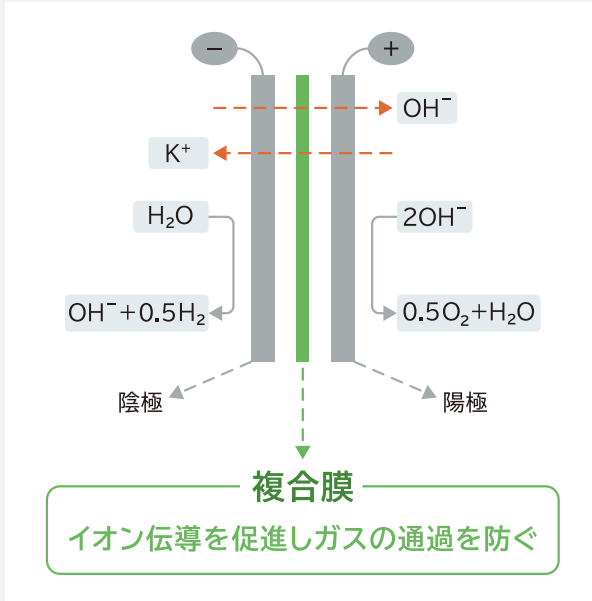 − +
OH⁻
K⁺
H₂O 2OH⁻
OH⁻+0.5H₂ 0.5O₂+H₂O
陰極 陽極
複合膜
イオン伝導を促進しガスの通過を防ぐ